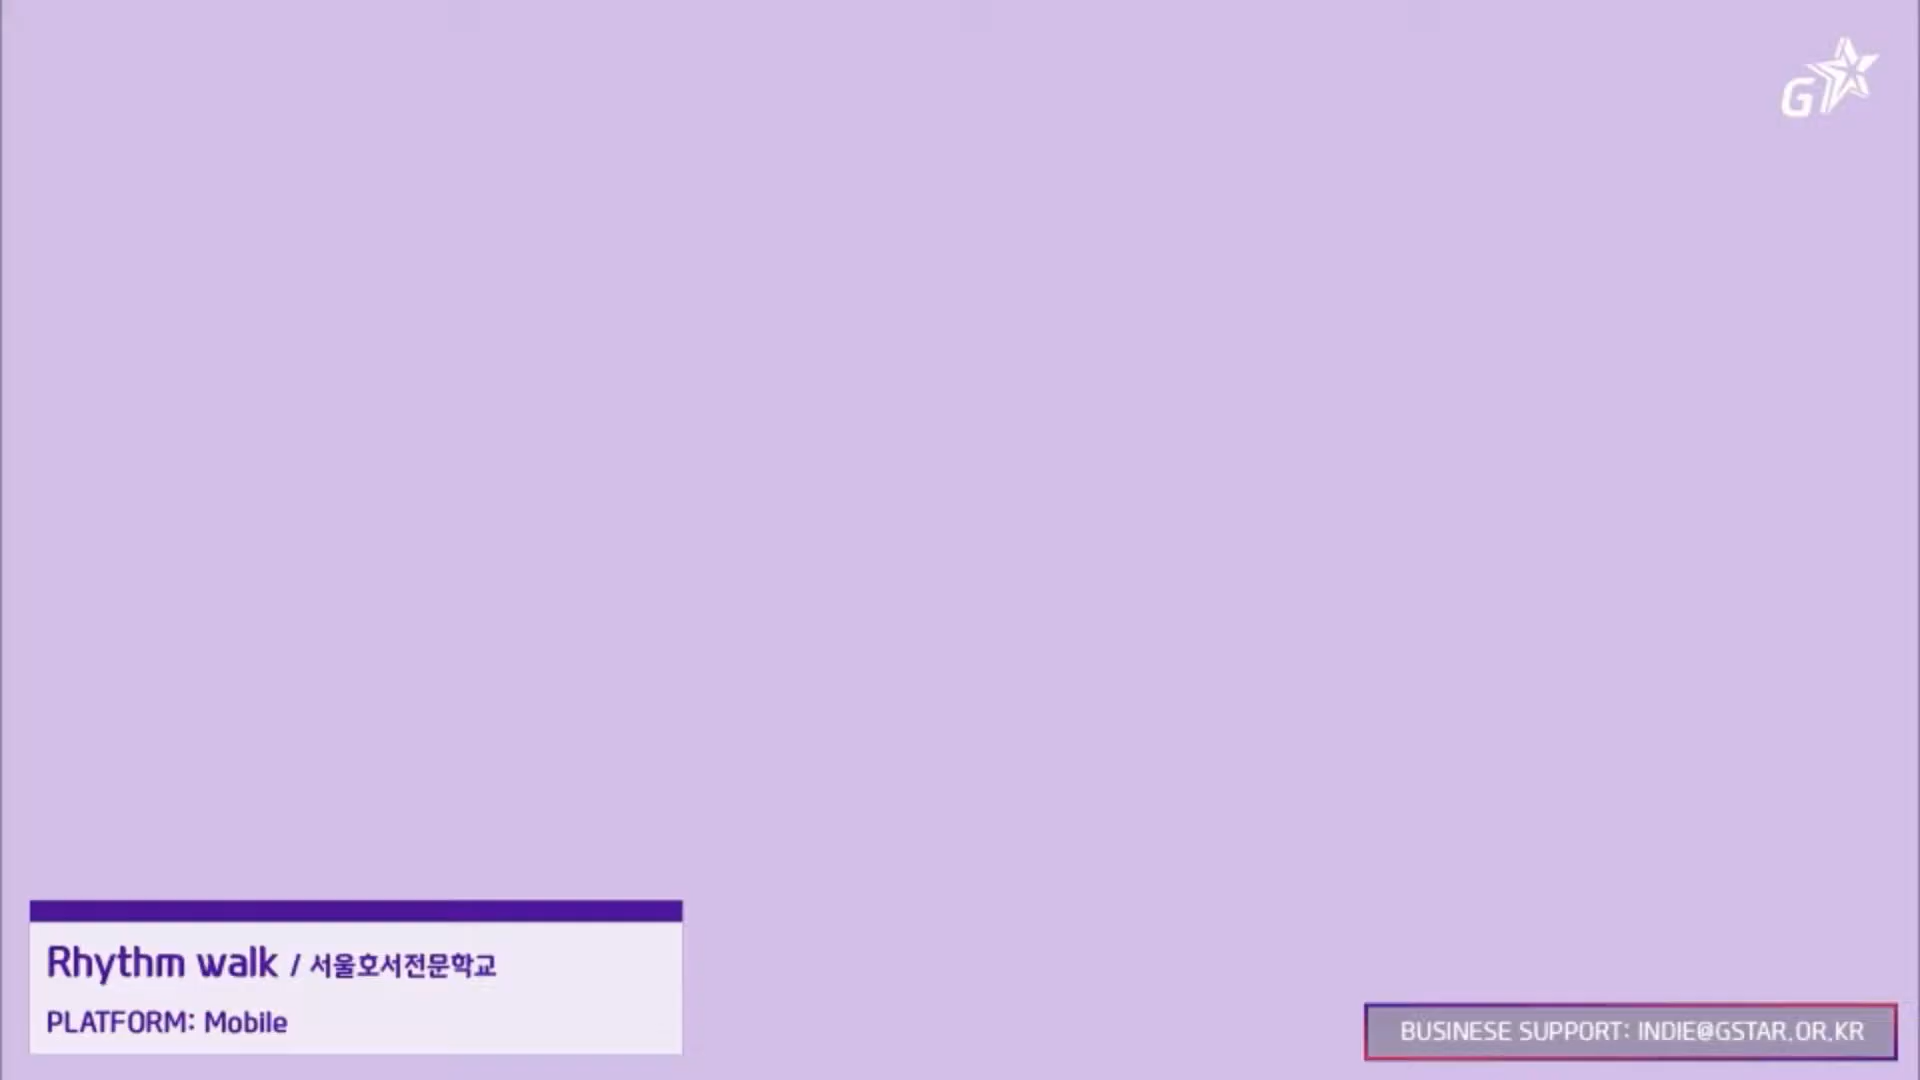 G
Rhythm walk / 서울호서전문학교
PLATFORM: Mobile
BUSINESE SUPPORT: INDIE@GSTAR.OR.KR